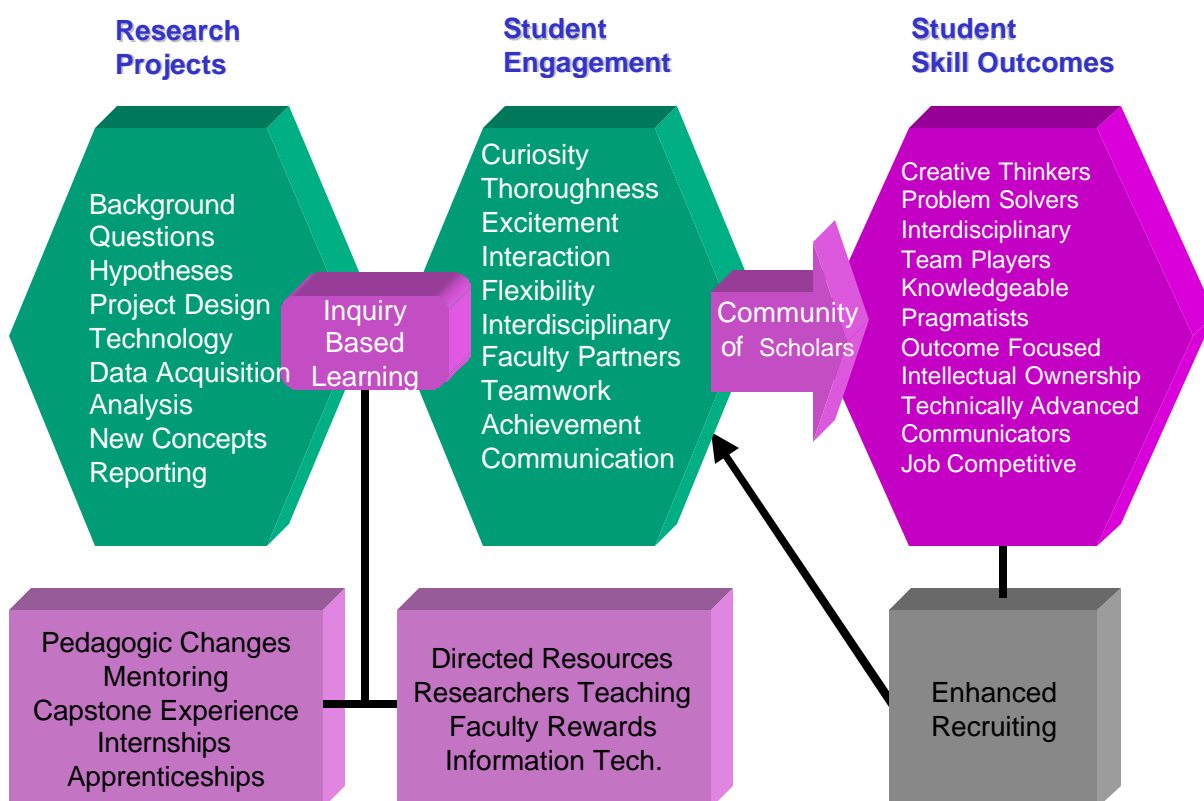 Research
Projects
Student
Engagement
Student
Skill Outcomes
Background
Questions
Hypotheses
Project Design
Technology
Data Acquisition
Analysis
New Concepts
Reporting
Inquiry
Based
Learning
Curiosity
Thoroughness
Excitement
Interaction
Flexibility
Interdisciplinary
Faculty Partners
Teamwork
Achievement
Communication
Community
of Scholars
Creative Thinkers
Problem Solvers
Interdisciplinary
Team Players
Knowledgeable
Pragmatists
Outcome Focused
Intellectual Ownership
Technically Advanced
Communicators
Job Competitive
Pedagogic Changes
Mentoring
Capstone Experience
Internships
Apprenticeships
Directed Resources
Researchers Teaching
Faculty Rewards
Information Tech.
Enhanced
Recruiting